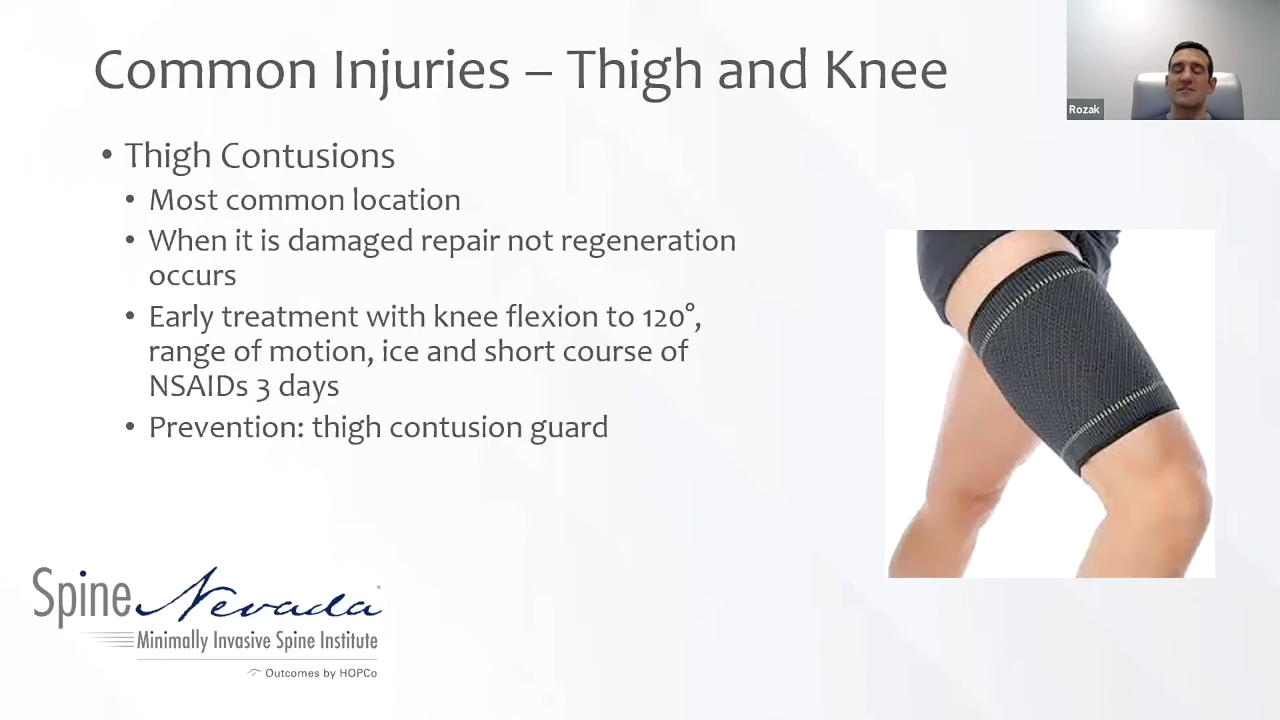 Common Injuries – Thigh and Knee
Rozak
• Thigh Contusions
• Most common location
• When it is damaged repair not regeneration
occurs
• Early treatment with knee flexion to 120°,
range of motion, ice and short course of
NSAIDs 3 days
• Prevention: thigh contusion guard
Spine Nevada
Minimally Invasive Spine Institute
Outcomes by HOPCo